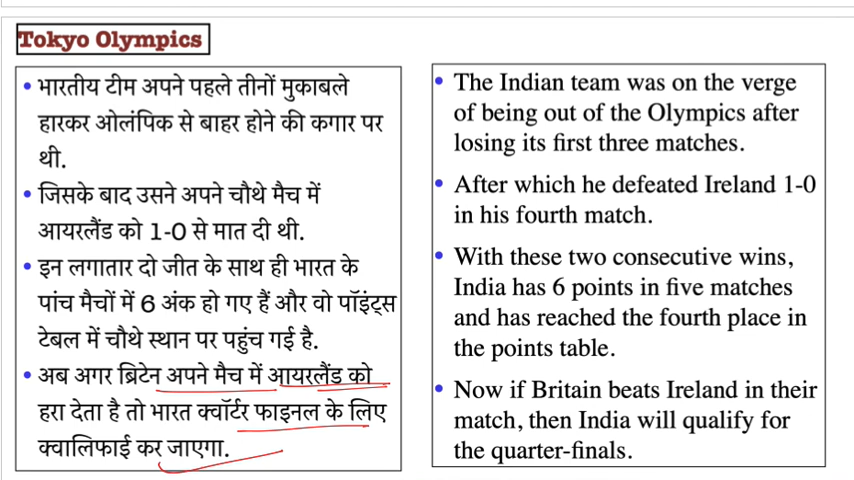 Tokyo Olympics
• भारतीय टीम अपने पहले तीनों मुकाबले
हारकर ओलंपिक से बाहर होने की कगार पर
थी.
• जिसके बाद उसने अपने चौथे मैच में
आयरलैंड को 1-0 से मात दी थी.
• इन लगातार दो जीत के साथ ही भारत के
पांच मैचों में 6 अंक हो गए हैं और वो पॉइंट्स
टेबल में चौथे स्थान पर पहुंच गई है.
• अब अगर ब्रिटेन अपने मैच में आयरलैंड को
हरा देता है तो भारत क्वॉर्टर फाइनल के लिए
क्वालिफाई कर जाएगा.
• The Indian team was on the verge
of being out of the Olympics after
losing its first three matches.
• After which he defeated Ireland 1-0
in his fourth match.
• With these two consecutive wins,
India has 6 points in five matches
and has reached the fourth place in
the points table.
• Now if Britain beats Ireland in their
match, then India will qualify for
the quarter-finals.